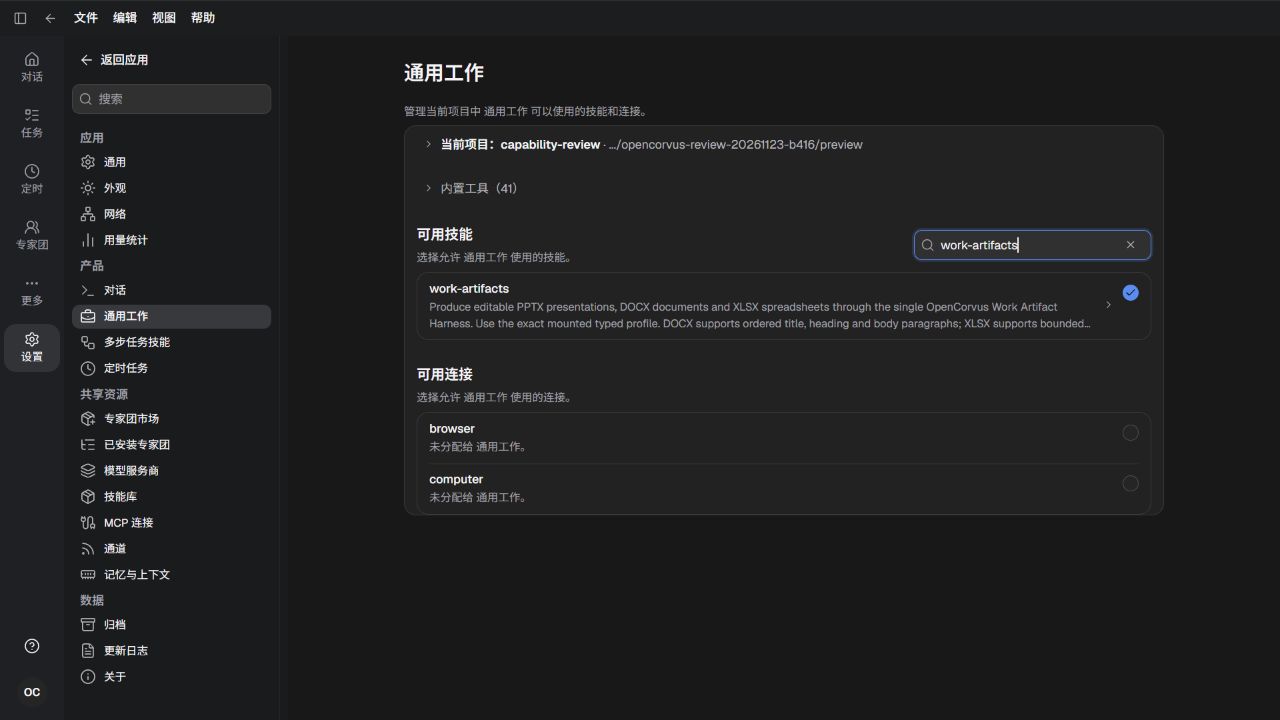 文件 编辑 视图 帮助
对话
任务
定时
专家团
更多
设置
OC
返回应用
搜索
应用
通用
外观
网络
用量统计
产品
对话
通用工作
多步任务技能
定时任务
共享资源
专家团市场
已安装专家团
模型服务商
技能库
MCP 连接
通道
记忆与上下文
数据
归档
更新日志
关于
通用工作
管理当前项目中 通用工作 可以使用的技能和连接。
当前项目：capability-review · .../opencorvus-review-20261123-b416/preview
内置工具（41）
可用技能
选择允许 通用工作 使用的技能。
work-artifacts
work-artifacts
Produce editable PPTX presentations, DOCX documents and XLSX spreadsheets through the single OpenCorvus Work Artifact
Harness. Use the exact mounted typed profile. DOCX supports ordered title, heading and body paragraphs; XLSX supports bounded...
可用连接
选择允许 通用工作 使用的连接。
browser
未分配给 通用工作。
computer
未分配给 通用工作。